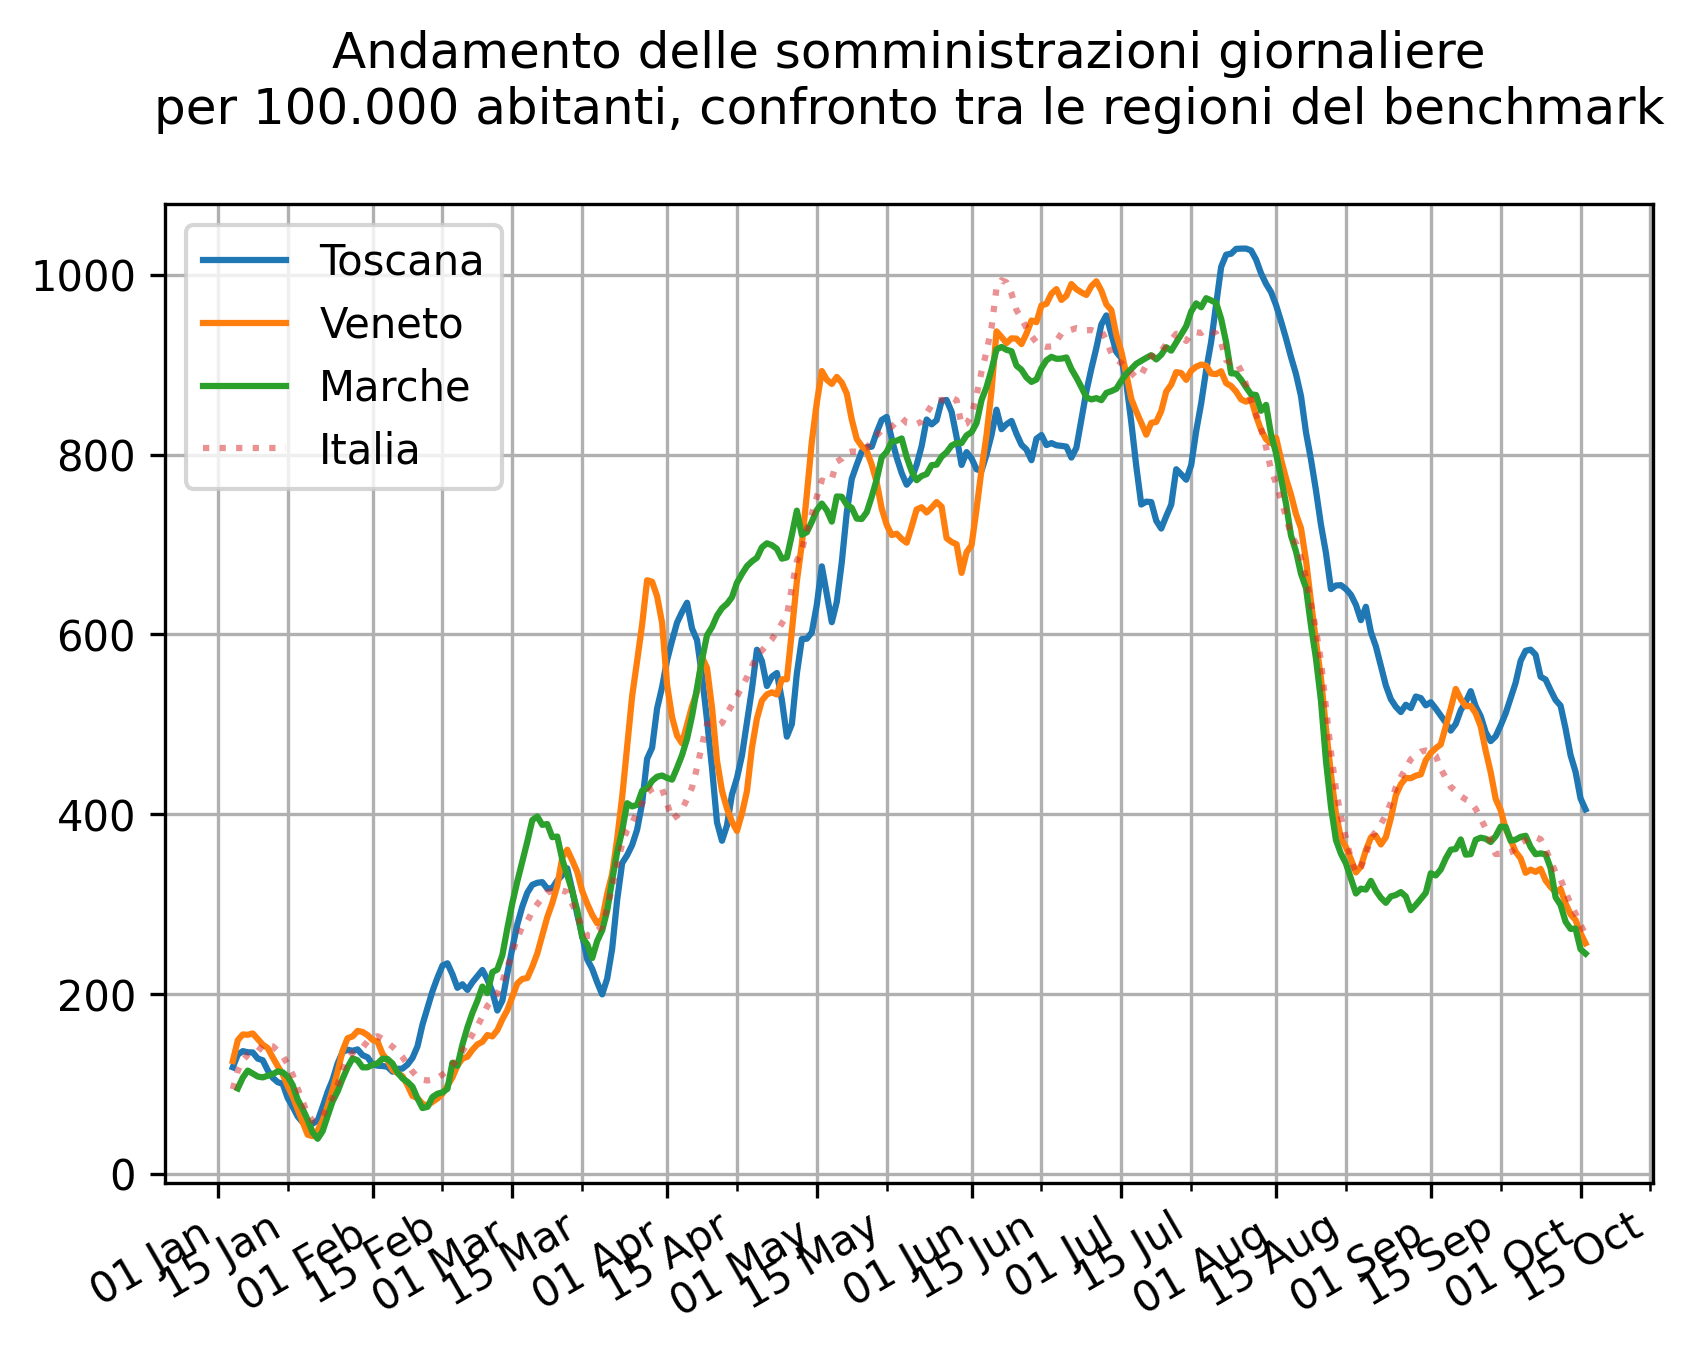 Andamento delle somministrazioni giornaliere
per 100.000 abitanti, confronto tra le regioni del benchmark
Toscana
Veneto
Marche
Italia
1000
800
600
400
200
0
01 Jan
15 Jan
01 Feb
15 Feb
01 Mar
15 Mar
01 Apr
15 Apr
01 May
15 May
01 Jun
15 Jun
01 Jul
15 Jul
01 Aug
15 Aug
01 Sep
15 Sep
01 Oct
15 Oct